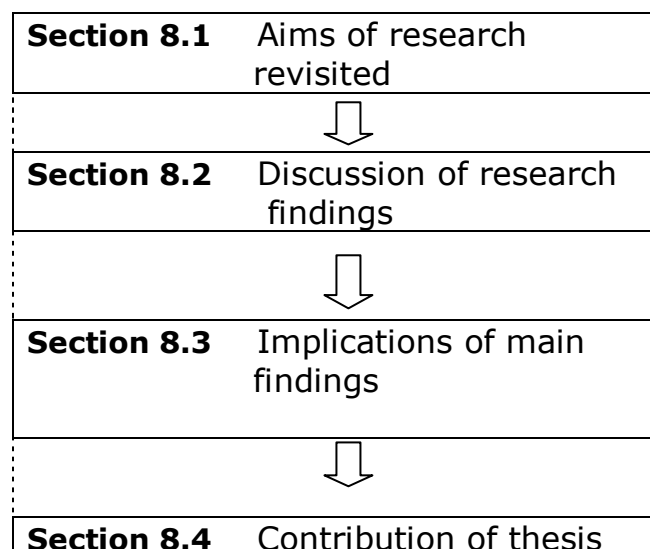 Section 8.1 Aims of research
revisited
Section 8.2 Discussion of research
findings
Section 8.3 Implications of main
findings
Section 8.4 Contribution of thesis